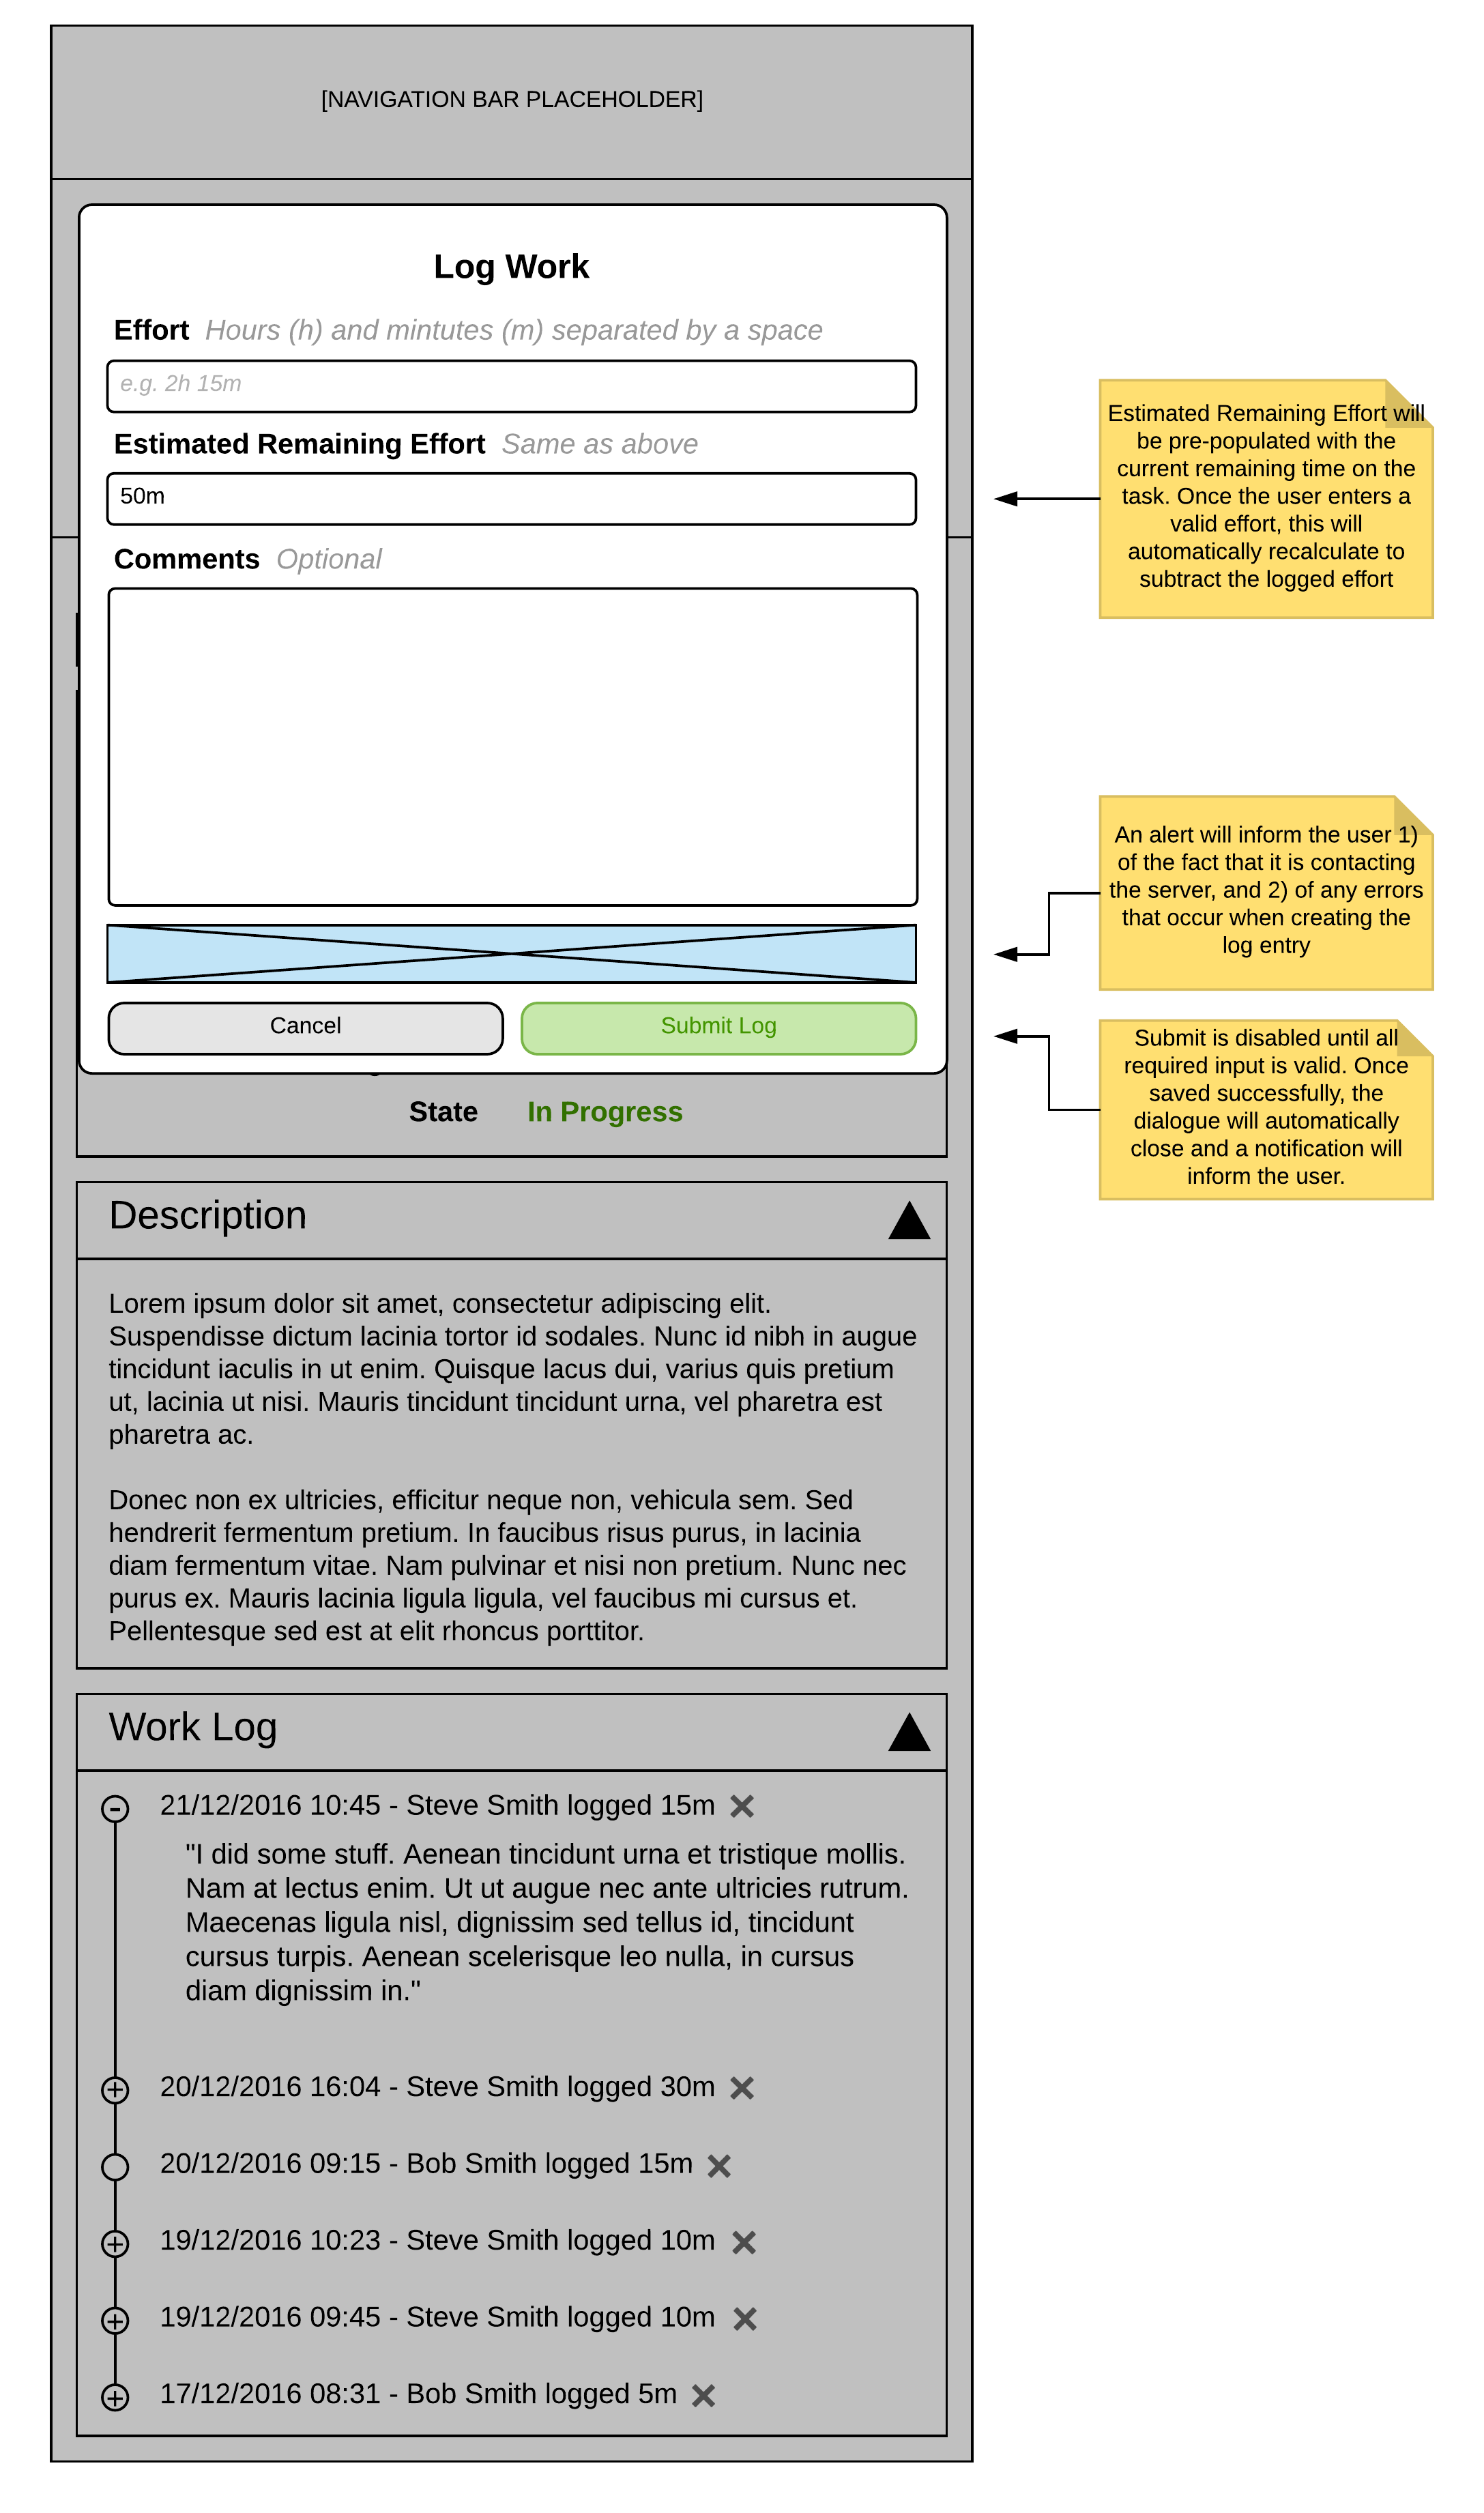 [NAVIGATION BAR PLACEHOLDER]
Log Work
Effort Hours (h) and mintutes (m) separated by a space
e.g. 2h 15m
Estimated Remaining Effort Same as above
50m
Comments Optional
Cancel
Submit Log
State In Progress
Description
Lorem ipsum dolor sit amet, consectetur adipiscing elit.
Suspendisse dictum lacinia tortor id sodales. Nunc id nibh in augue
tincidunt iaculis in ut enim. Quisque lacus dui, varius quis pretium
ut, lacinia ut nisi. Mauris tincidunt tincidunt urna, vel pharetra est
pharetra ac.
Donec non ex ultricies, efficitur neque non, vehicula sem. Sed
hendrerit fermentum pretium. In faucibus risus purus, in lacinia
diam fermentum vitae. Nam pulvinar et nisi non pretium. Nunc nec
purus ex. Mauris lacinia ligula ligula, vel faucibus mi cursus et.
Pellentesque sed est at elit rhoncus porttitor.
Work Log
21/12/2016 10:45 - Steve Smith logged 15m
"I did some stuff. Aenean tincidunt urna et tristique mollis.
Nam at lectus enim. Ut ut augue nec ante ultricies rutrum.
Maecenas ligula nisl, dignissim sed tellus id, tincidunt
cursus turpis. Aenean scelerisque leo nulla, in cursus
diam dignissim in."
20/12/2016 16:04 - Steve Smith logged 30m
20/12/2016 09:15 - Bob Smith logged 15m
19/12/2016 10:23 - Steve Smith logged 10m
19/12/2016 09:45 - Steve Smith logged 10m
17/12/2016 08:31 - Bob Smith logged 5m
Estimated Remaining Effort will
be pre-populated with the
current remaining time on the
task. Once the user enters a
valid effort, this will
automatically recalculate to
subtract the logged effort
An alert will inform the user 1)
of the fact that it is contacting
the server, and 2) of any errors
that occur when creating the
log entry
Submit is disabled until all
required input is valid. Once
saved successfully, the
dialogue will automatically
close and a notification will
inform the user.